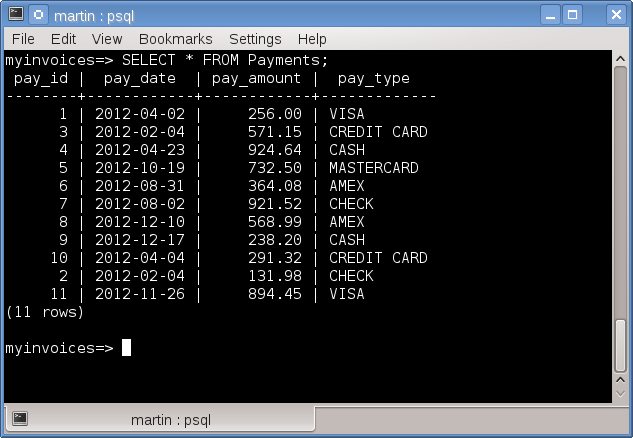 martin : psql
File Edit View Bookmarks Settings Help
myinvoices=> SELECT * FROM Payments;
 pay_id |  pay_date  | pay_amount |  pay_type
--------+------------+------------+-------------
      1 | 2012-04-02 |     256.00 | VISA
      3 | 2012-02-04 |     571.15 | CREDIT CARD
      4 | 2012-04-23 |     924.64 | CASH
      5 | 2012-10-19 |     732.50 | MASTERCARD
      6 | 2012-08-31 |     364.08 | AMEX
      7 | 2012-08-02 |     921.52 | CHECK
      8 | 2012-12-10 |     568.99 | AMEX
      9 | 2012-12-17 |     238.20 | CASH
     10 | 2012-04-04 |     291.32 | CREDIT CARD
      2 | 2012-02-04 |     131.98 | CHECK
     11 | 2012-11-26 |     894.45 | VISA
(11 rows)
myinvoices=>
martin : psql